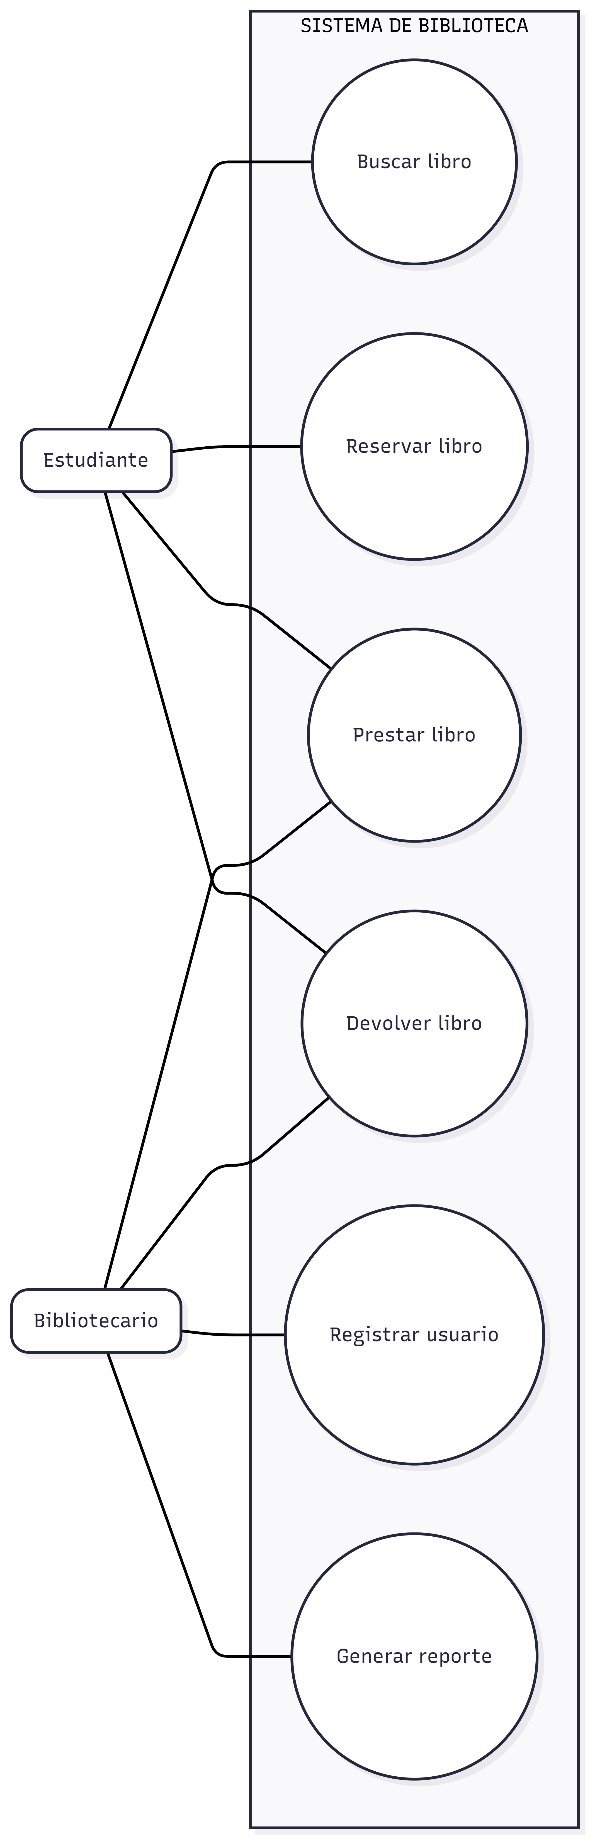 SISTEMA DE BIBLIOTECA
Buscar libro
Reservar libro
Estudiante
Prestar libro
Devolver libro
Bibliotecario
Registrar usuario
Generar reporte